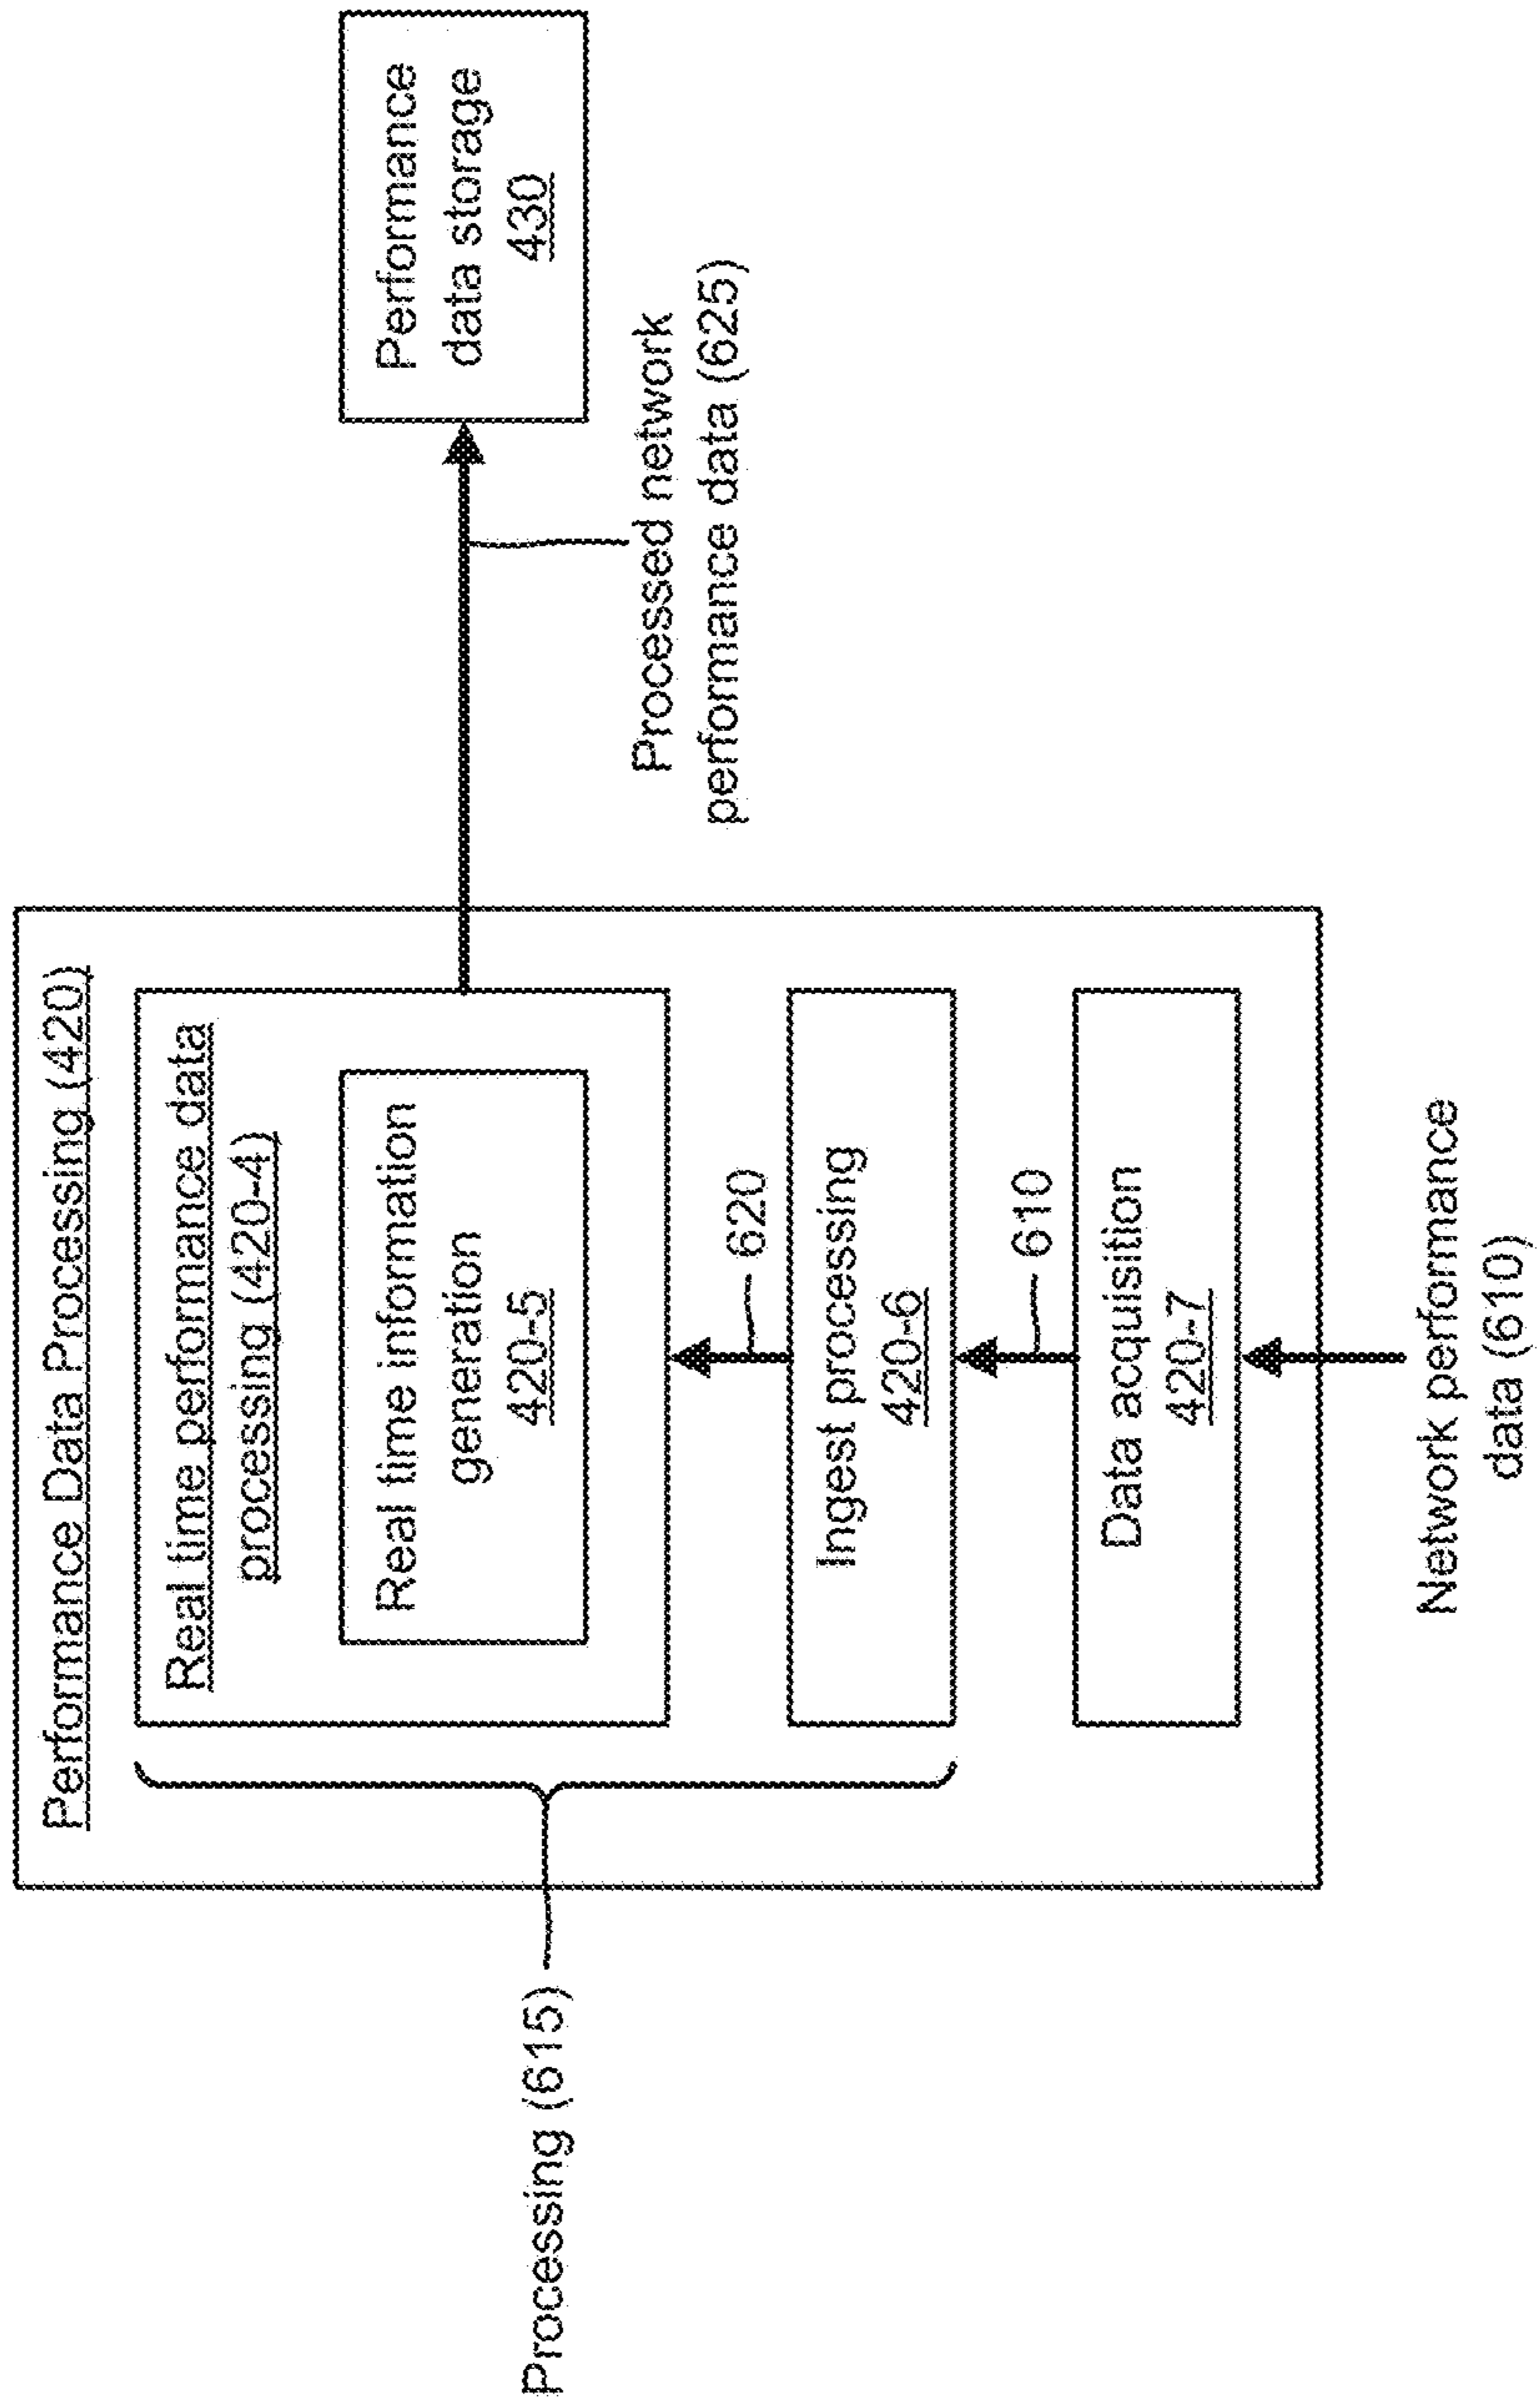 Performance Data Processing (420)
Real time performance data
processing (420-4)
Real time information
generation
420-5
620
Ingest processing
420-6
610
Data acquisition
420-7
Network performance
data (610)
Processing (615)
Performance
data storage
430
Processed network
performance data (625)